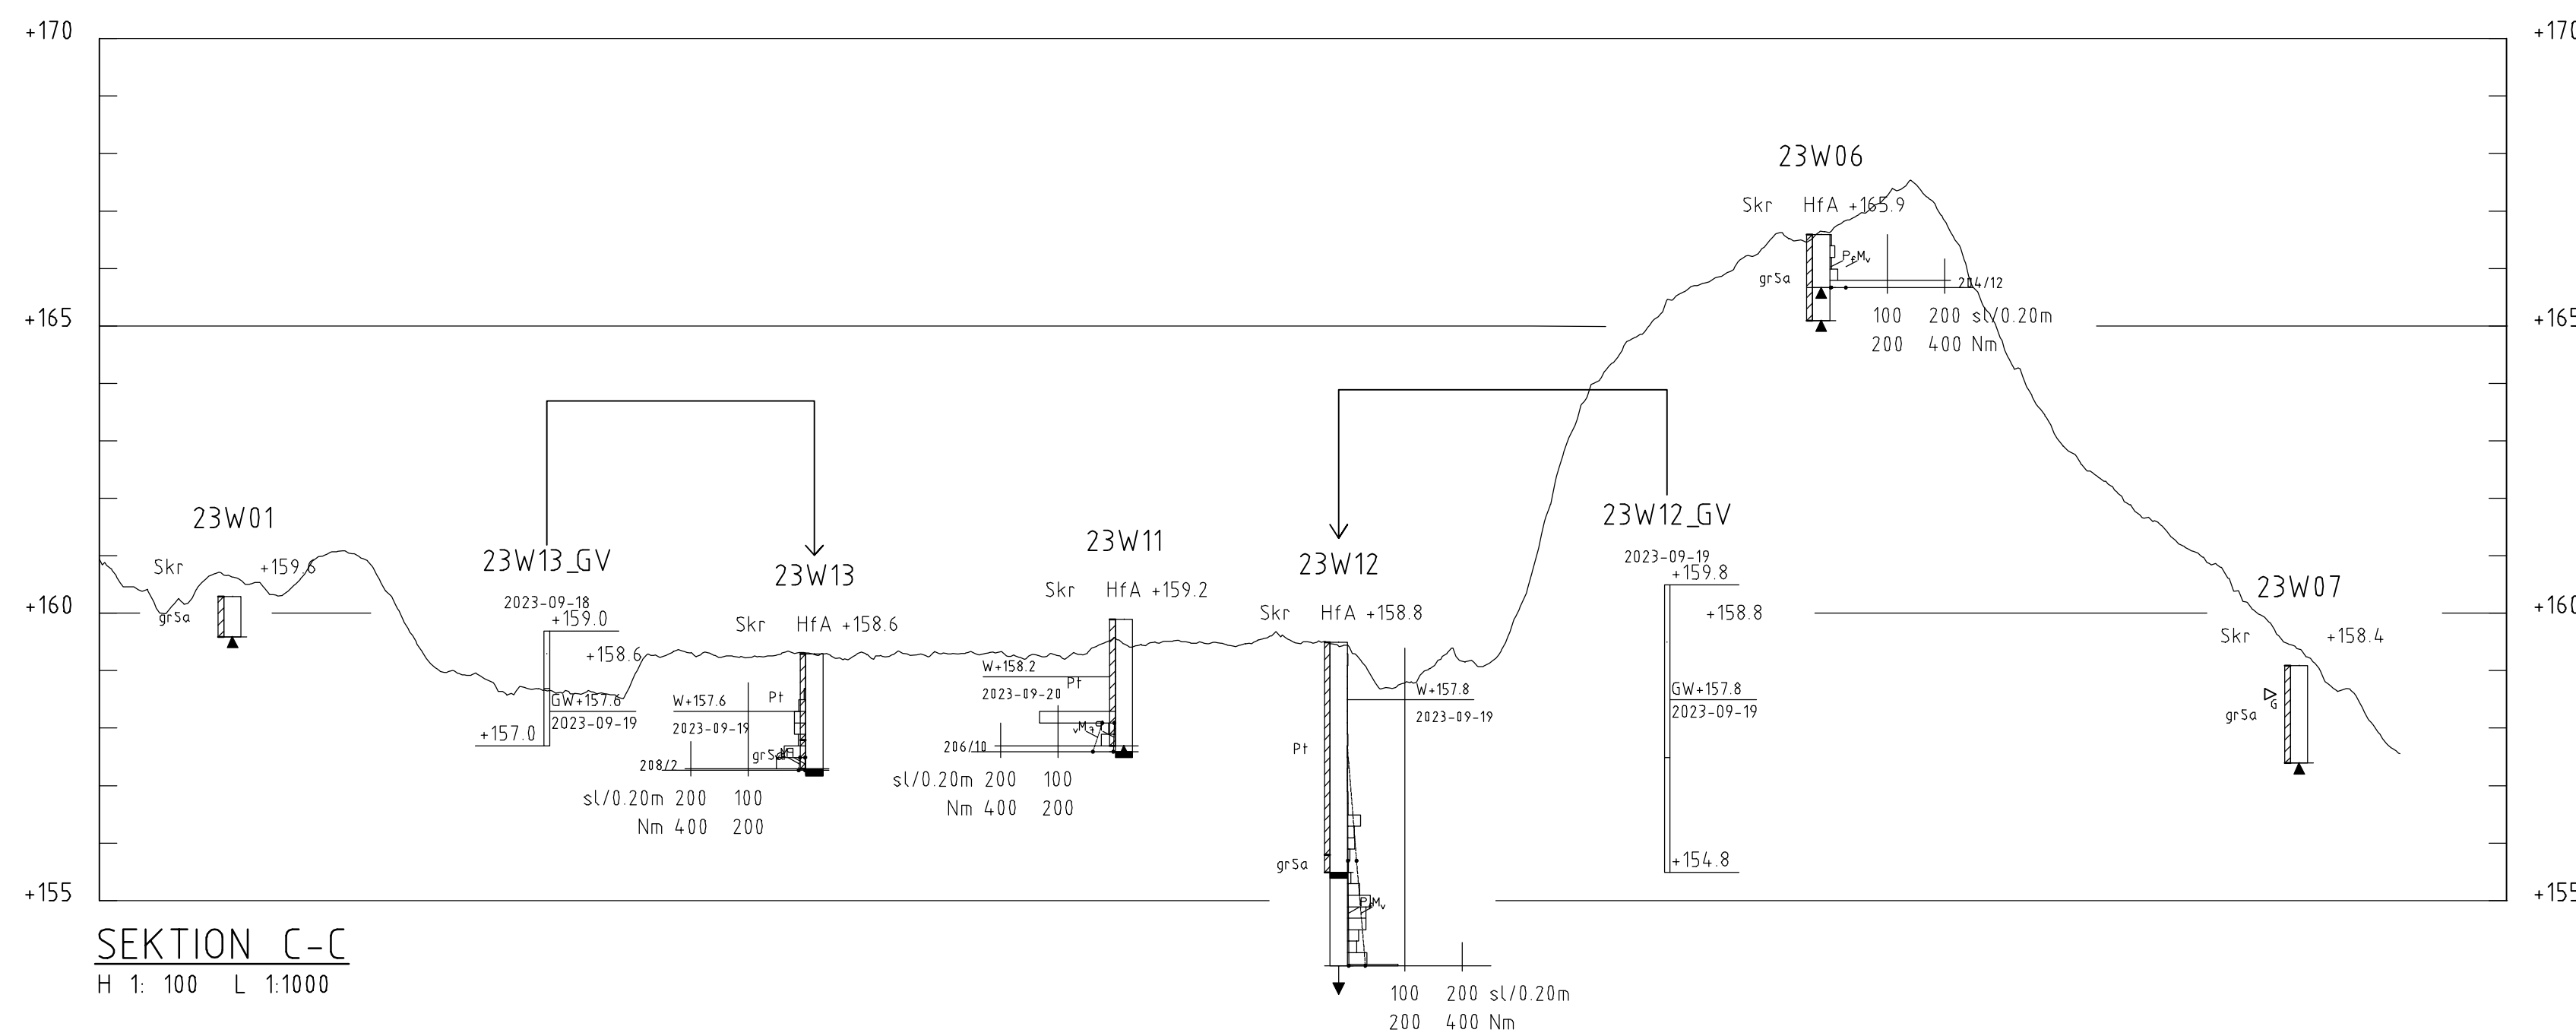 +170
+170
23W06
Skr HfA +165.9
PfMv
grSa
214/12
+165
+165
100 200 sl/0.20m
200 400 Nm
23W01
Skr +159.6
grSa
23W13_GV
2023-09-18
+159.0
+158.6
GW+157.6
2023-09-19
+157.0
23W13
Skr HfA +158.6
W+157.6
2023-09-19
Pt
grSa
208/2
sl/0.20m 200 100
Nm 400 200
23W11
Skr HfA +159.2
W+158.2
2023-09-20
Pt
206/10
sl/0.20m 200 100
Nm 400 200
23W12
Skr HfA +158.8
W+157.8
2023-09-19
Pt
grSa
PfMv
100 200 sl/0.20m
200 400 Nm
23W12_GV
2023-09-19
+159.8
+158.8
GW+157.8
2023-09-19
+154.8
23W07
Skr +158.4
G
grSa
+160
+160
+155
+155
SEKTION C-C
H 1: 100 L 1:1000